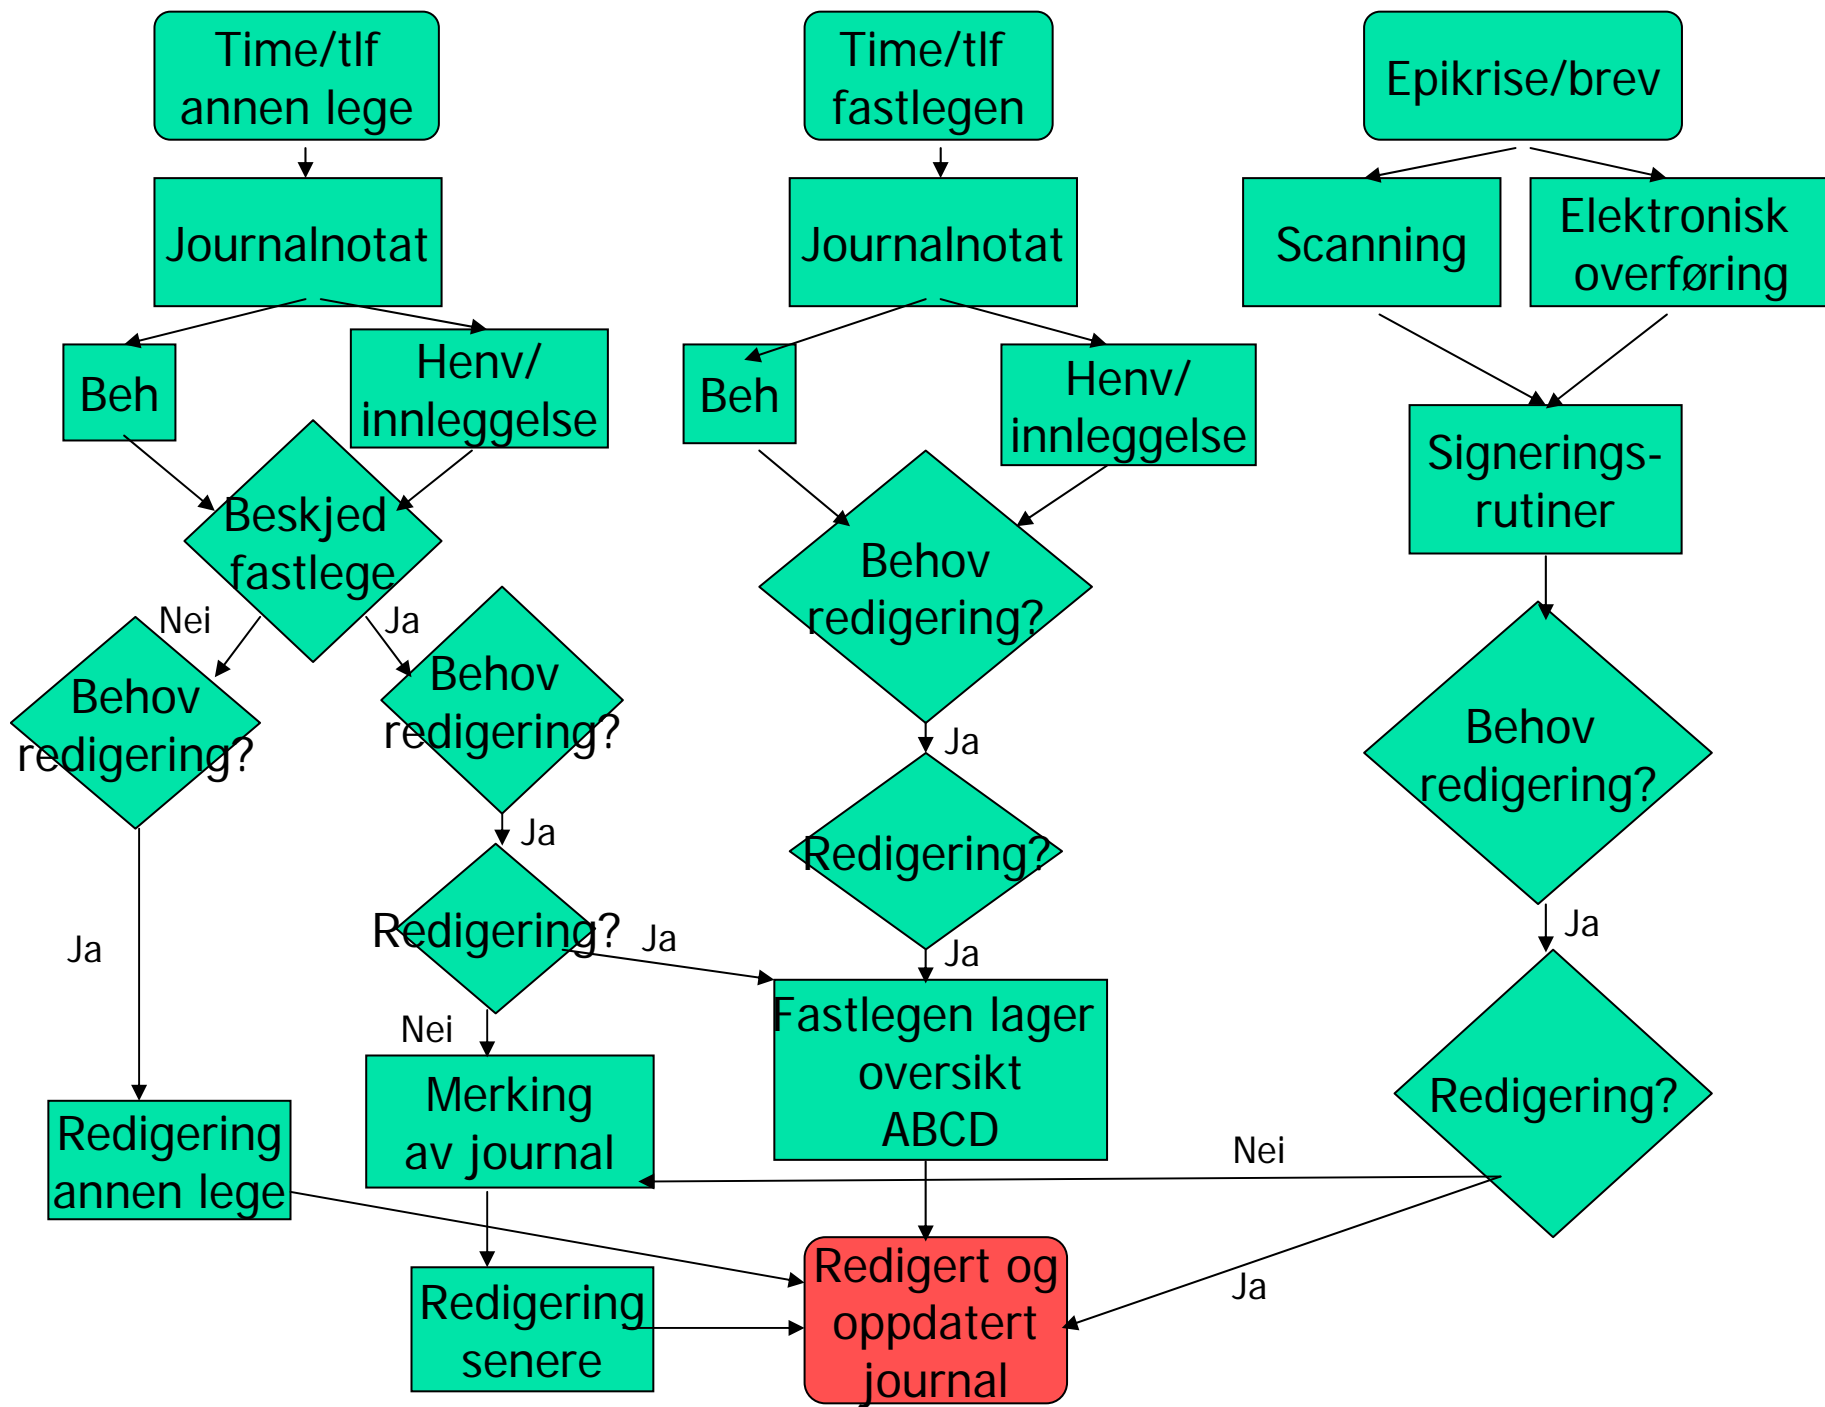 Time/tlf
annen lege
Time/tlf
fastlegen
Epikrise/brev
Journalnotat
Journalnotat
Scanning
Elektronisk
overføring
Beh
Henv/
innleggelse
Beh
Henv/
innleggelse
Signerings-
rutiner
Beskjed
fastlege
Behov
redigering?
Nei
Ja
Behov
redigering?
Behov
redigering?
Behov
redigering?
Ja
Ja
Redigering?
Ja
Redigering?
Ja
Ja
Ja
Ja
Nei
Fastlegen lager
oversikt
ABCD
Redigering?
Merking
av journal
Redigering
annen lege
Nei
Redigering
senere
Redigert og
oppdatert
journal
Ja